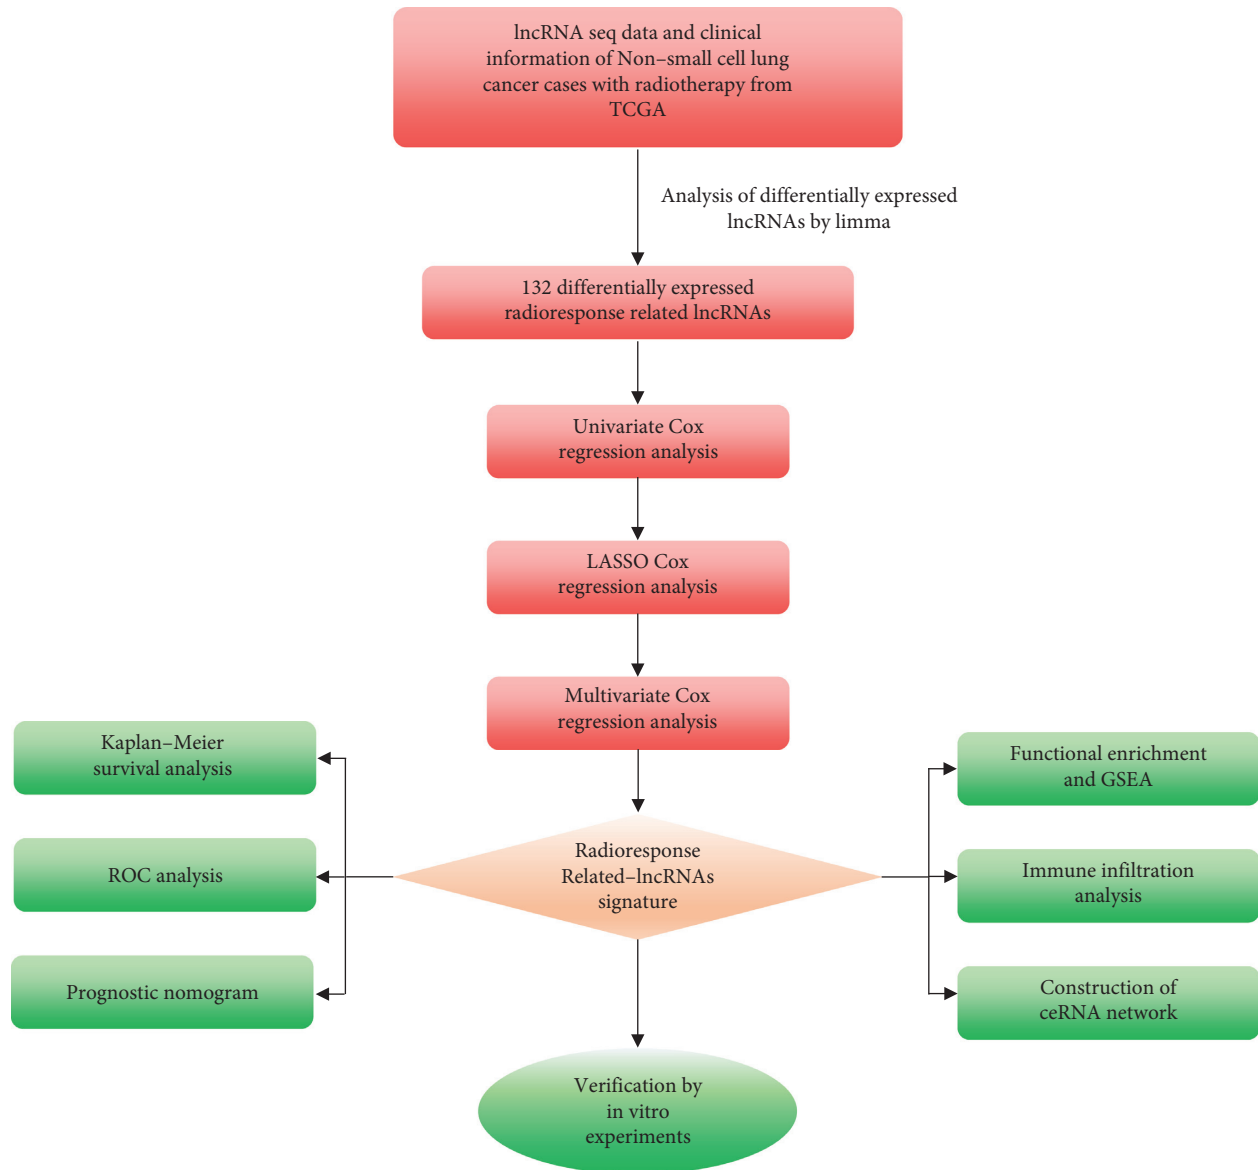 lncRNA seq data and clinical
information of Non–small cell lung
cancer cases with radiotherapy from
TCGA
Analysis of differentially expressed
lncRNAs by limma
132 differentially expressed
radioresponse related lncRNAs
Univariate Cox
regression analysis
LASSO Cox
regression analysis
Multivariate Cox
regression analysis
Kaplan–Meier
survival analysis
ROC analysis
Prognostic nomogram
Radioresponse
Related–lncRNAs
signature
Functional enrichment
and GSEA
Immune infiltration
analysis
Construction of
ceRNA network
Verification by
in vitro
experiments